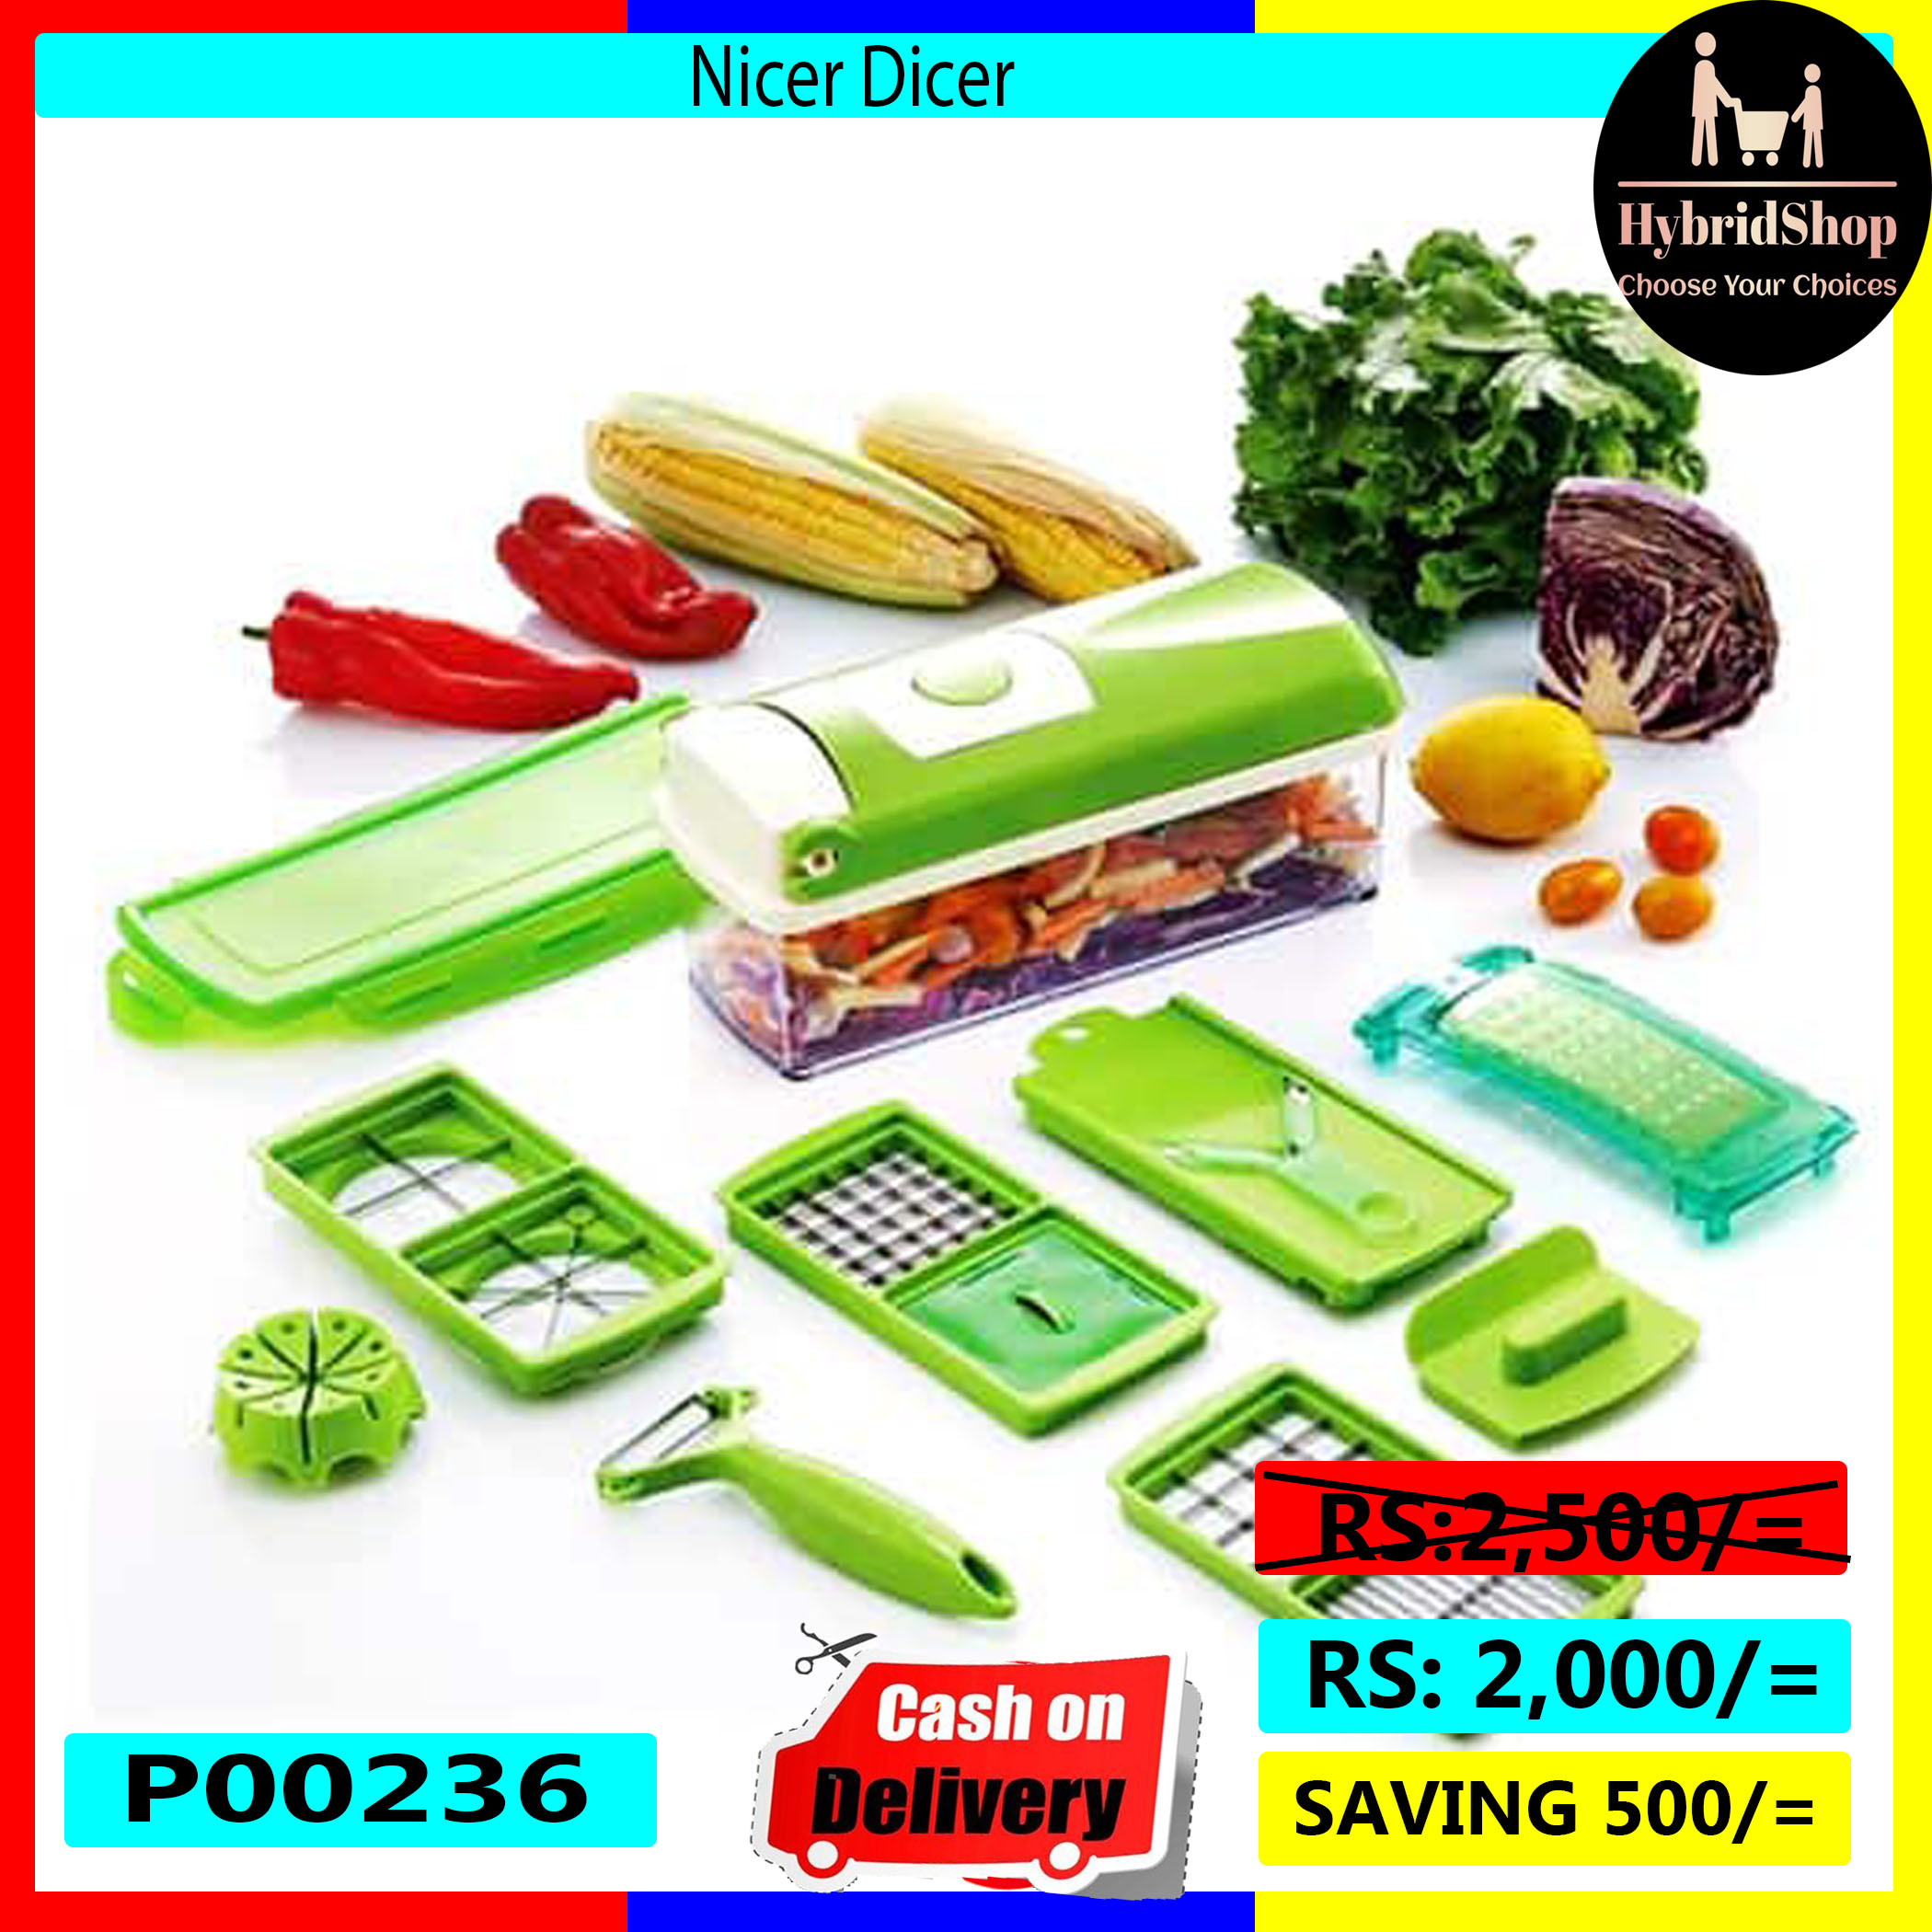 Nicer Dicer
HybridShop
Choose Your Choices
RS:2,500/=
RS: 2,000/=
SAVING 500/=
P00236
Cash on
Delivery